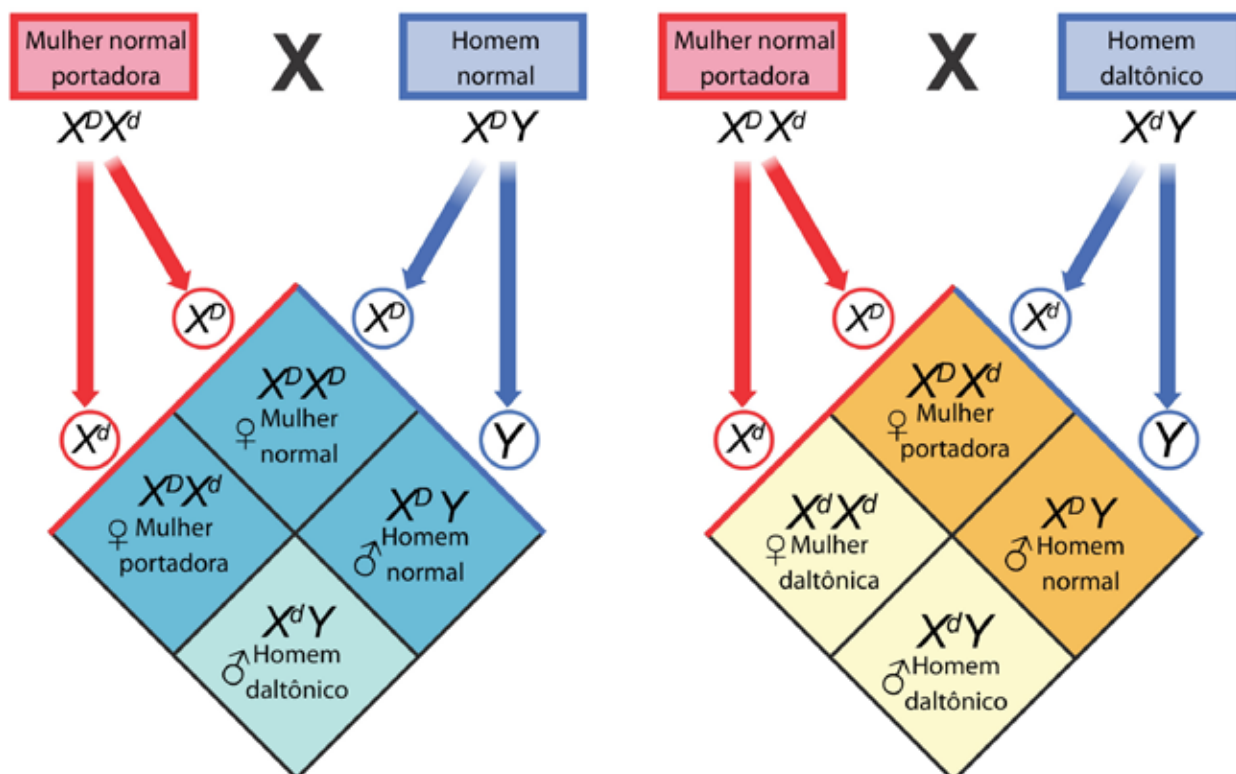 Mulher normal
portadora
X
Homem
normal
XᴰXᵈ
XᴰY
Xᴰ
Xᴰ
Xᵈ
Y
XᴰXᴰ
♀ Mulher
normal
XᴰXᵈ
♀ Mulher
portadora
XᴰY
♂ Homem
normal
XᵈY
♂ Homem
daltônico
Mulher normal
portadora
X
Homem
daltônico
XᴰXᵈ
XᵈY
Xᴰ
Xᵈ
Xᵈ
Y
XᴰXᵈ
♀ Mulher
portadora
XᵈXᵈ
♀ Mulher
daltônica
XᴰY
♂ Homem
normal
XᵈY
♂ Homem
daltônico